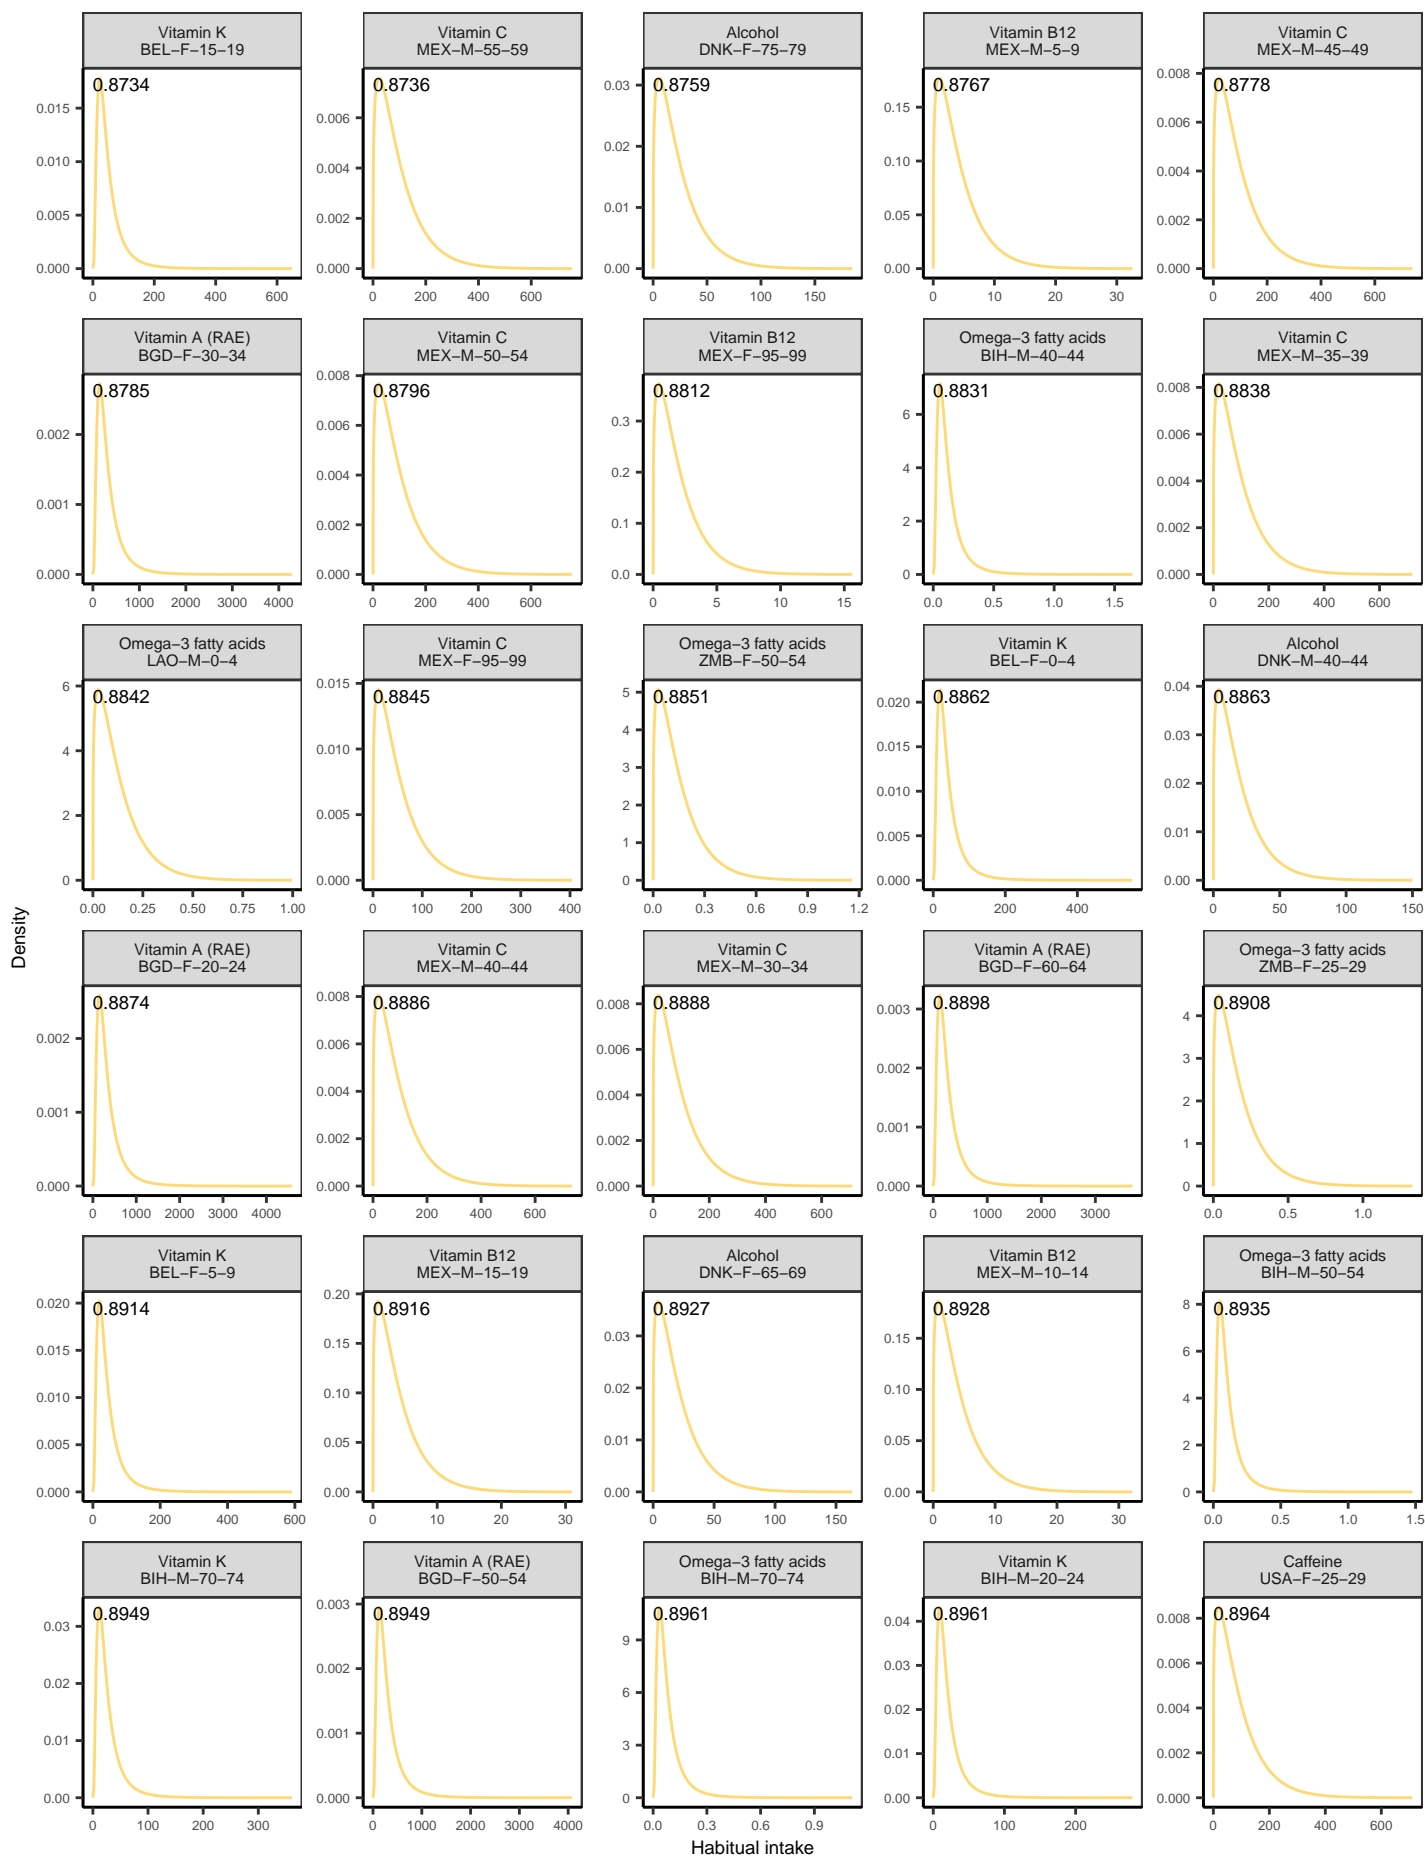 Vitamin K
BEL−F−15−19
0.8734
0.015
0.010
0.005
0.000
0 200 400 600
Vitamin C
MEX−M−55−59
0.8736
0.006
0.004
0.002
0.000
0 200 400 600
Alcohol
DNK−F−75−79
0.8759
0.03
0.02
0.01
0.00
0 50 100 150
Vitamin B12
MEX−M−5−9
0.8767
0.15
0.10
0.05
0.00
0 10 20 30
Vitamin C
MEX−M−45−49
0.8778
0.008
0.006
0.004
0.002
0.000
0 200 400 600
Vitamin A (RAE)
BGD−F−30−34
0.8785
0.002
0.001
0.000
0 1000 2000 3000 4000
Vitamin C
MEX−M−50−54
0.8796
0.008
0.006
0.004
0.002
0.000
0 200 400 600
Vitamin B12
MEX−F−95−99
0.8812
0.3
0.2
0.1
0.0
0 5 10 15
Omega−3 fatty acids
BIH−M−40−44
0.8831
6
4
2
0
0.0 0.5 1.0 1.5
Vitamin C
MEX−M−35−39
0.8838
0.008
0.006
0.004
0.002
0.000
0 200 400 600
Omega−3 fatty acids
LAO−M−0−4
0.8842
6
4
2
0
0.00 0.25 0.50 0.75 1.00
Vitamin C
MEX−F−95−99
0.8845
0.015
0.010
0.005
0.000
0 100 200 300 400
Omega−3 fatty acids
ZMB−F−50−54
0.8851
5
4
3
2
1
0
0.0 0.3 0.6 0.9 1.2
Vitamin K
BEL−F−0−4
0.8862
0.020
0.015
0.010
0.005
0.000
0 200 400
Alcohol
DNK−M−40−44
0.8863
0.04
0.03
0.02
0.01
0.00
0 50 100 150
Density
Vitamin A (RAE)
BGD−F−20−24
0.8874
0.002
0.001
0.000
0 1000 2000 3000 4000
Vitamin C
MEX−M−40−44
0.8886
0.008
0.006
0.004
0.002
0.000
0 200 400 600
Vitamin C
MEX−M−30−34
0.8888
0.008
0.006
0.004
0.002
0.000
0 200 400 600
Vitamin A (RAE)
BGD−F−60−64
0.8898
0.003
0.002
0.001
0.000
0 1000 2000 3000
Omega−3 fatty acids
ZMB−F−25−29
0.8908
4
3
2
1
0
0.0 0.5 1.0
Vitamin K
BEL−F−5−9
0.8914
0.020
0.015
0.010
0.005
0.000
0 200 400 600
Vitamin B12
MEX−M−15−19
0.8916
0.20
0.15
0.10
0.05
0.00
0 10 20 30
Alcohol
DNK−F−65−69
0.8927
0.03
0.02
0.01
0.00
0 50 100 150
Vitamin B12
MEX−M−10−14
0.8928
0.15
0.10
0.05
0.00
0 10 20 30
Omega−3 fatty acids
BIH−M−50−54
0.8935
8
6
4
2
0
0.0 0.5 1.0 1.5
Vitamin K
BIH−M−70−74
0.8949
0.03
0.02
0.01
0.00
0 100 200 300
Vitamin A (RAE)
BGD−F−50−54
0.8949
0.003
0.002
0.001
0.000
0 1000 2000 3000 4000
Omega−3 fatty acids
BIH−M−70−74
0.8961
9
6
3
0
0.0 0.3 0.6 0.9
Vitamin K
BIH−M−20−24
0.8961
0.04
0.03
0.02
0.01
0.00
0 100 200
Caffeine
USA−F−25−29
0.8964
0.008
0.006
0.004
0.002
0.000
0 200 400 600
Habitual intake